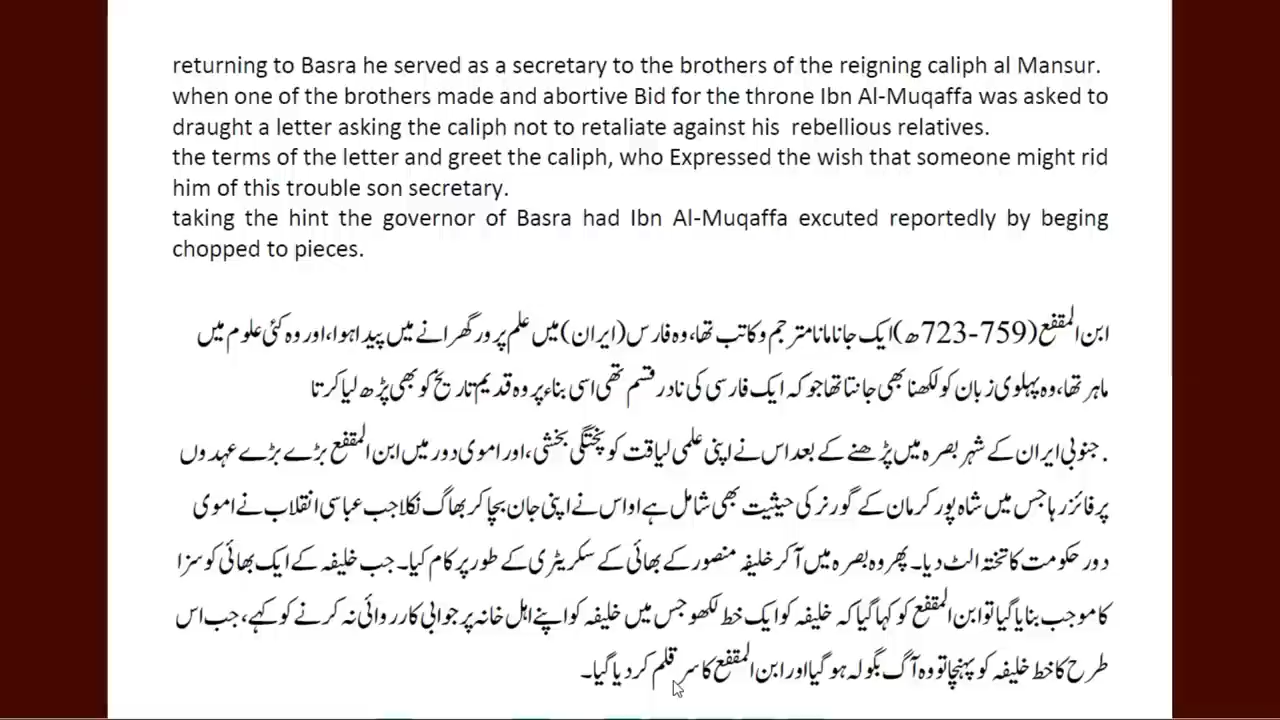 returning to Basra he served as a secretary to the brothers of the reigning caliph al Mansur.
when one of the brothers made and abortive Bid for the throne Ibn Al-Muqaffa was asked to
draught a letter asking the caliph not to retaliate against his rebellious relatives.
the terms of the letter and greet the caliph, who Expressed the wish that someone might rid
him of this trouble son secretary.
taking the hint the governor of Basra had Ibn Al-Muqaffa excuted reportedly by beging
chopped to pieces.
ابن المقفع (759-723ھ) ایک جانا مانا مترجم و کاتب تھا، وہ فارس (ایران) میں علم پرور گھرانے میں پیدا ہوا، اور وہ کئی علوم میں
ماہر تھا، وہ پہلوی زبان کو لکھنا بھی جانتا تھا جو کہ ایک فارسی کی نادر قسم تھی اسی بناء پر وہ قدیم تاریخ کو بھی پڑھ لیا کرتا
. جنوبی ایران کے شہر بصرہ میں پڑھنے کے بعد اس نے اپنی علمی لیاقت کو پختگی بخشی، اور اموی دور میں ابن المقفع بڑے بڑے عہدوں
پر فائز رہا جس میں شاہ پور کرمان کے گورنر کی حیثیت بھی شامل ہے او اس نے اپنی جان بچا کر بھاگ نکلا جب عباسی انقلاب نے اموی
دور حکومت کا تختہ الٹ دیا۔ پھر وہ بصرہ میں آکر خلیفہ منصور کے بھائی کے سکریٹری کے طور پر کام کیا۔ جب خلیفہ کے ایک بھائی کو سزا
کا موجب بنایا گیا تو ابن المقفع کو کہا گیا کہ خلیفہ کو ایک خط لکھو جس میں خلیفہ کو اپنے اہل خانہ پر جوابی کارروائی نہ کرنے کو کہے، جب اس
طرح کا خط خلیفہ کو پہنچا تو وہ آگ بگولہ ہو گیا اور ابن المقفع کا سر قلم کر دیا گیا۔